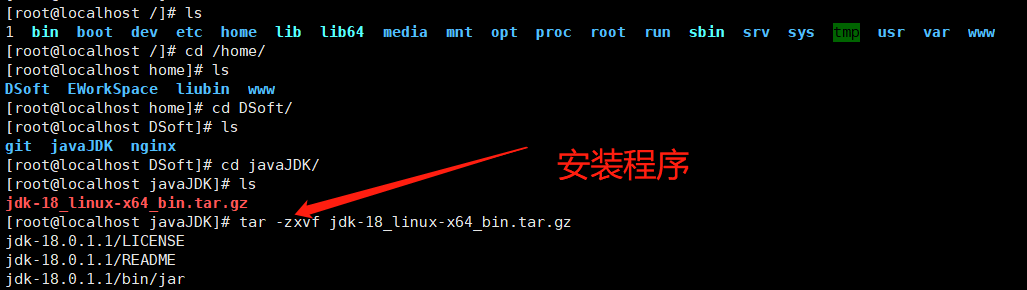 [root@localhost /]# ls
1 bin boot dev etc home lib lib64 media mnt opt proc root run sbin srv sys tmp usr var www
[root@localhost /]# cd /home/
[root@localhost home]# ls
DSoft EWorkSpace liubin www
[root@localhost home]# cd DSoft/
[root@localhost DSoft]# ls
git javaJDK nginx
[root@localhost DSoft]# cd javaJDK/
[root@localhost javaJDK]# ls
安装程序
jdk-18_linux-x64_bin.tar.gz
[root@localhost javaJDK]# tar -zxvf jdk-18_linux-x64_bin.tar.gz
jdk-18.0.1.1/LICENSE
jdk-18.0.1.1/README
jdk-18.0.1.1/bin/jar